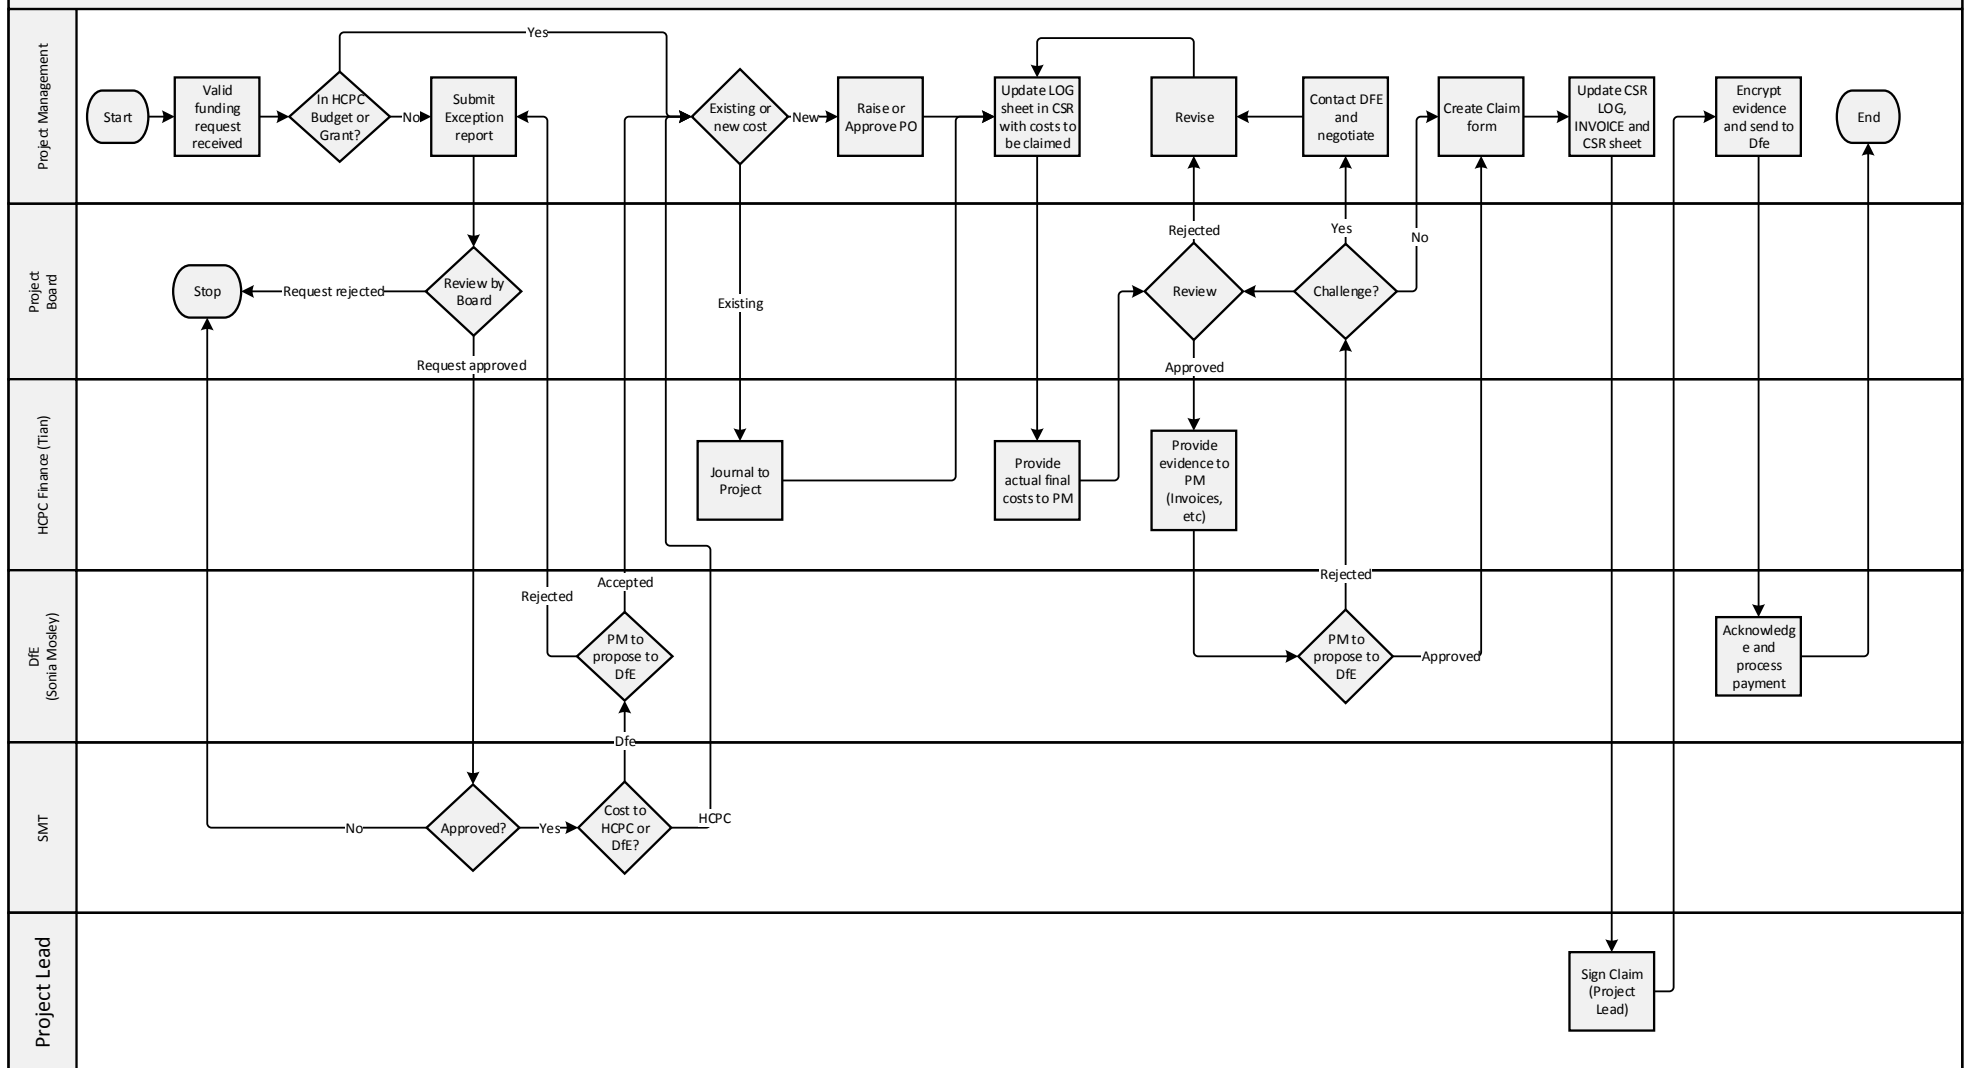 Project Management
Start
Valid
funding
request
received
In HCPC
Budget or
Grant?
Yes
No
Submit
Exception
report
Existing or
new cost
New
Raise or
Approve PO
Update LOG
sheet in CSR
with costs to
be claimed
Revise
Contact DFE
and
negotiate
Create Claim
form
Update CSR
LOG,
INVOICE and
CSR sheet
Encrypt
evidence
and send to
Dfe
End
Project
Board
Stop
Request rejected
Review by
Board
Request approved
Existing
Rejected
Review
Approved
Yes
Challenge?
No
HCPC Finance (Tian)
Journal to
Project
Provide
actual final
costs to PM
Provide
evidence to
PM
(Invoices,
etc)
DfE
(Sonia Mosley)
Rejected
Accepted
PM to
propose to
DfE
Rejected
PM to
propose to
DfE
Approved
Acknowledg
e and
process
payment
SMT
No
Approved?
Yes
Dfe
Cost to
HCPC or
DfE?
HCPC
Project Lead
Sign Claim
(Project
Lead)